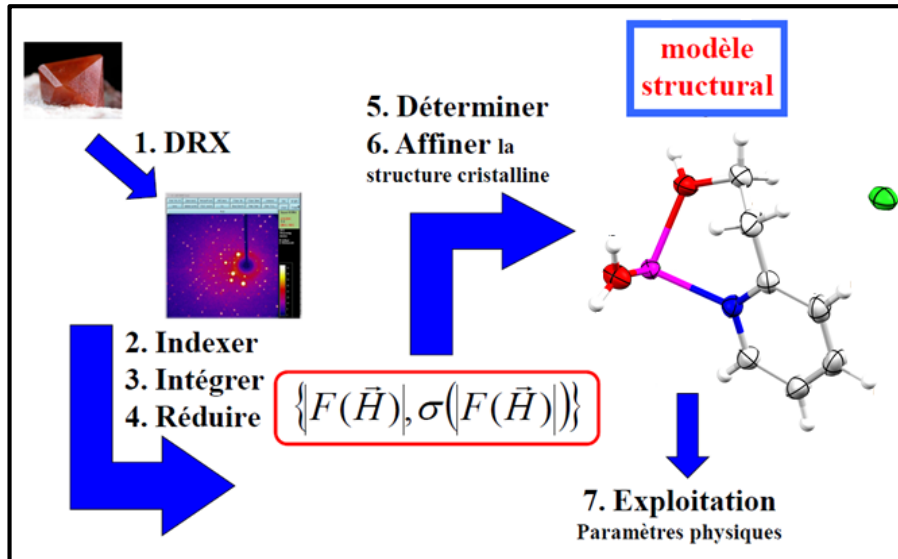 modèle
structural
5. Déterminer
6. Affiner la
structure cristalline
1. DRX
2. Indexer
3. Intégrer
4. Réduire
{|F(H⃗)|, σ(|F(H⃗)|)}
7. Exploitation
Paramètres physiques